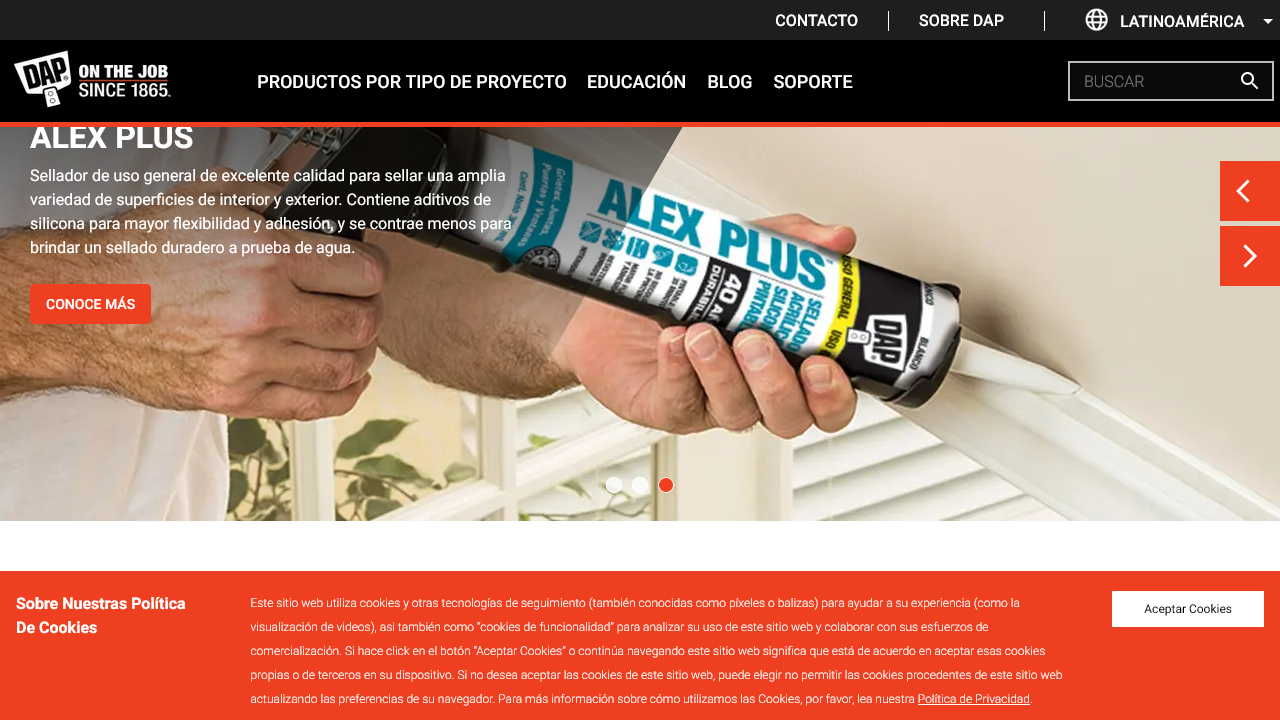 CONTACTO
SOBRE DAP
LATINOAMÉRICA
DAP ON THE JOB
SINCE 1865.
PRODUCTOS POR TIPO DE PROYECTO
EDUCACIÓN
BLOG
SOPORTE
BUSCAR
ALEX PLUS
Sellador de uso general de excelente calidad para sellar una amplia
variedad de superficies de interior y exterior. Contiene aditivos de
silicona para mayor flexibilidad y adhesión, y se contrae menos para
brindar un sellado duradero a prueba de agua.
CONOCE MÁS
Grietas, Juntas,
Puertas y Ventanas
ALEX PLUS
40
USO GENERAL
USO
DAP
BLANCO
Sobre Nuestras Política
De Cookies
Este sitio web utiliza cookies y otras tecnologías de seguimiento (también conocidas como píxeles o balizas) para ayudar a su experiencia (como la
visualización de videos), asi también como “cookies de funcionalidad” para analizar su uso de este sitio web y colaborar con sus esfuerzos de
comercialización. Si hace click en el botón “Aceptar Cookies” o continúa navegando este sitio web significa que está de acuerdo en aceptar esas cookies
propias o de terceros en su dispositivo. Si no desea aceptar las cookies de este sitio web, puede elegir no permitir las cookies procedentes de este sitio web
actualizando las preferencias de su navegador. Para más información sobre cómo utilizamos las Cookies, por favor, lea nuestra Política de Privacidad.
Aceptar Cookies